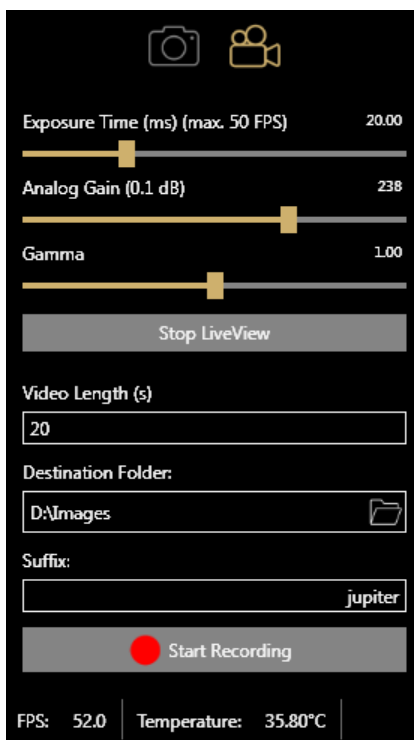 Exposure Time (ms) (max. 50 FPS) 20.00
Analog Gain (0.1 dB) 238
Gamma 1.00
Stop LiveView
Video Length (s)
20
Destination Folder:
D:\Images
Suffix:
jupiter
Start Recording
FPS: 52.0 Temperature: 35.80°C